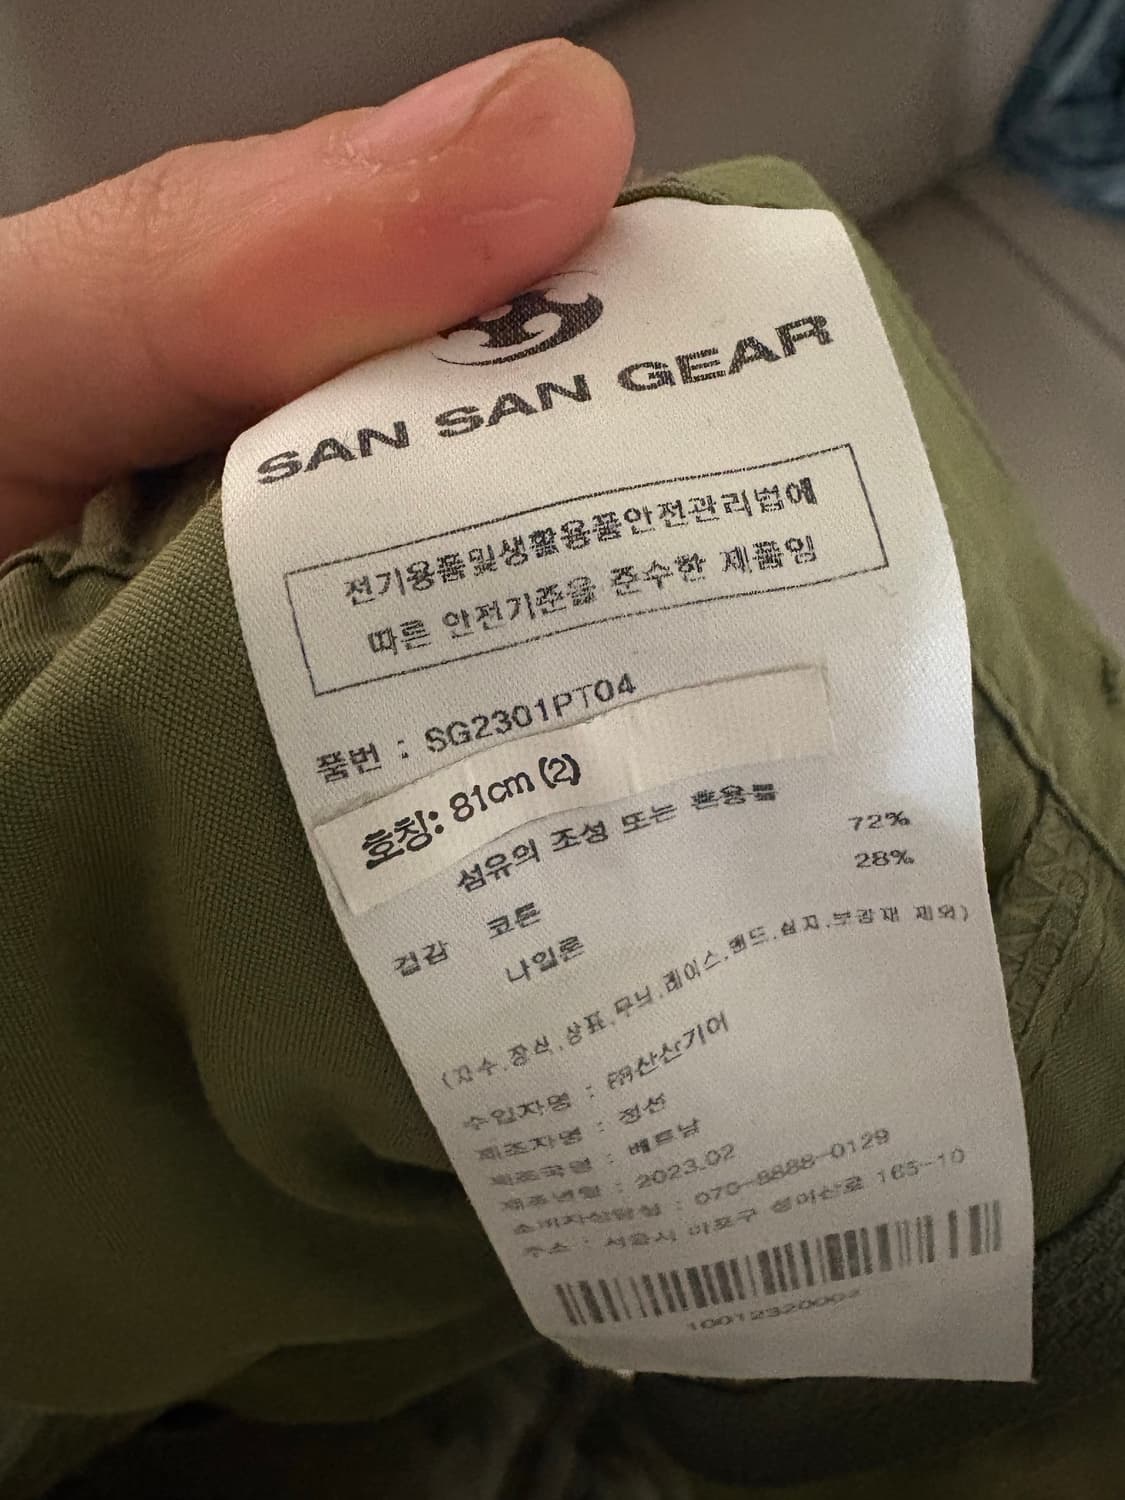 SAN SAN GEAR
전기용품및생활용품안전관리법에
따른 안전기준을 준수한 제품임
품번 : SG2301PT04
호칭: 81cm (2)
섬유의 조성 또는 혼용률
겉감 코튼 72%
나일론 28%
(자수,장식,상표,무늬,레이스,밴드,심지,보강재 제외)
수입자명 : ㈜산산기어
제조자명 : 정선
제조국명 : 베트남
제조년월 : 2023.02
소비자상담실 : 070-8888-0129
주소 : 서울시 마포구 성미산로 165-10